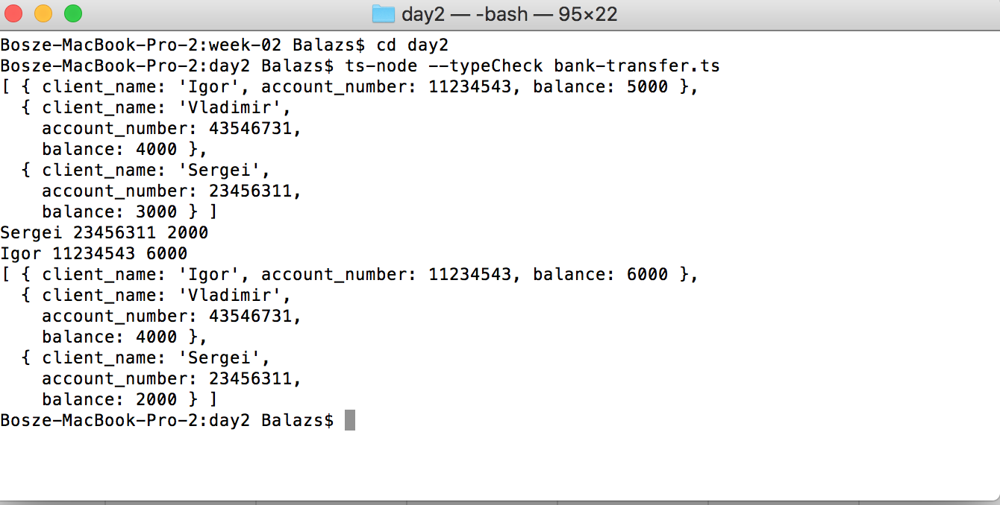 day2 — -bash — 95×22
Bosze-MacBook-Pro-2:week-02 Balazs$ cd day2
Bosze-MacBook-Pro-2:day2 Balazs$ ts-node --typeCheck bank-transfer.ts
[ { client_name: 'Igor', account_number: 11234543, balance: 5000 },
  { client_name: 'Vladimir',
    account_number: 43546731,
    balance: 4000 },
  { client_name: 'Sergei',
    account_number: 23456311,
    balance: 3000 } ]
Sergei 23456311 2000
Igor 11234543 6000
[ { client_name: 'Igor', account_number: 11234543, balance: 6000 },
  { client_name: 'Vladimir',
    account_number: 43546731,
    balance: 4000 },
  { client_name: 'Sergei',
    account_number: 23456311,
    balance: 2000 } ]
Bosze-MacBook-Pro-2:day2 Balazs$